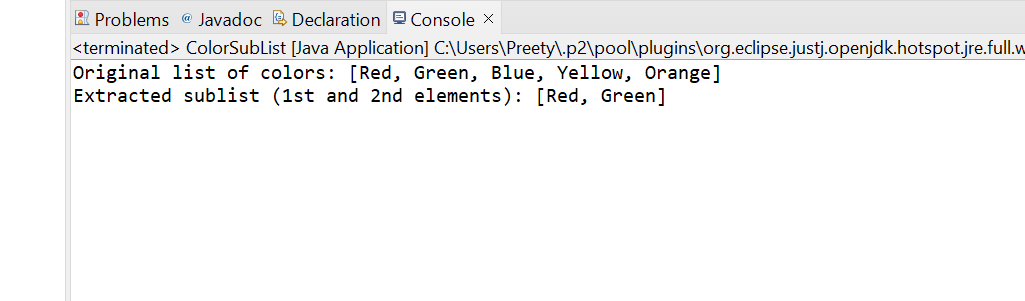 Problems @ Javadoc Declaration Console ×
<terminated> ColorSubList [Java Application] C:\Users\Preety\.p2\pool\plugins\org.eclipse.justj.openjdk.hotspot.jre.full.w
Original list of colors: [Red, Green, Blue, Yellow, Orange]
Extracted sublist (1st and 2nd elements): [Red, Green]